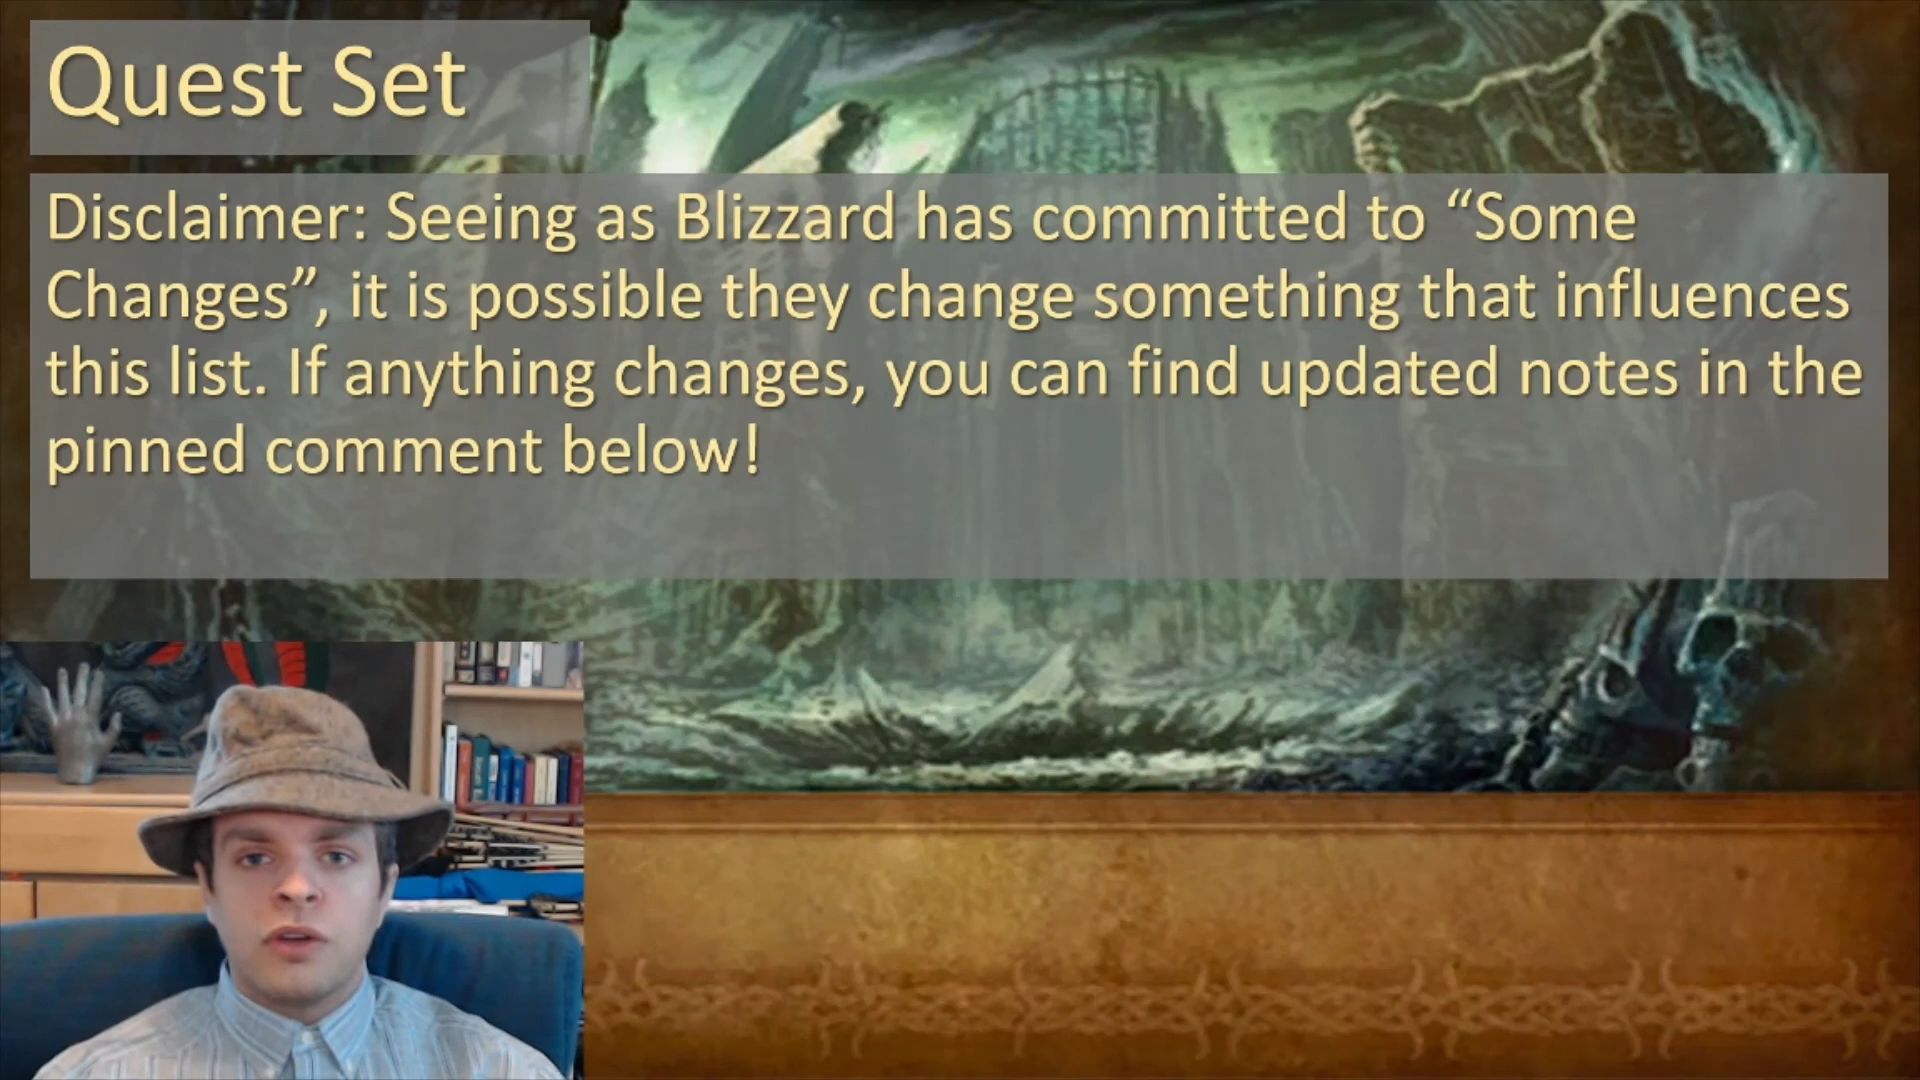 Quest Set
Disclaimer: Seeing as Blizzard has committed to “Some
Changes”, it is possible they change something that influences
this list. If anything changes, you can find updated notes in the
pinned comment below!